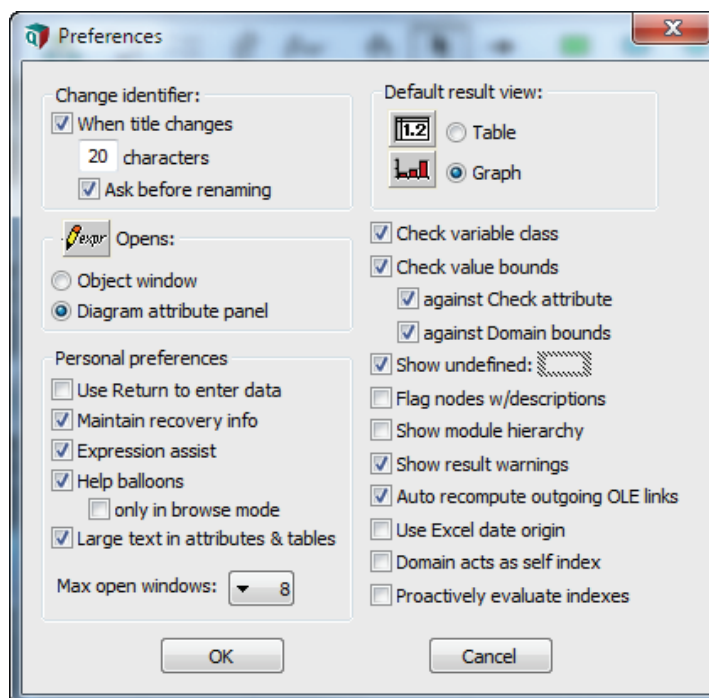 Preferences
Change identifier:
When title changes
20 characters
Ask before renaming
expr Opens:
Object window
Diagram attribute panel
Personal preferences
Use Return to enter data
Maintain recovery info
Expression assist
Help balloons
only in browse mode
Large text in attributes & tables
Max open windows: 8
OK
Default result view:
1.2 Table
Graph
Check variable class
Check value bounds
against Check attribute
against Domain bounds
Show undefined:
Flag nodes w/descriptions
Show module hierarchy
Show result warnings
Auto recompute outgoing OLE links
Use Excel date origin
Domain acts as self index
Proactively evaluate indexes
Cancel